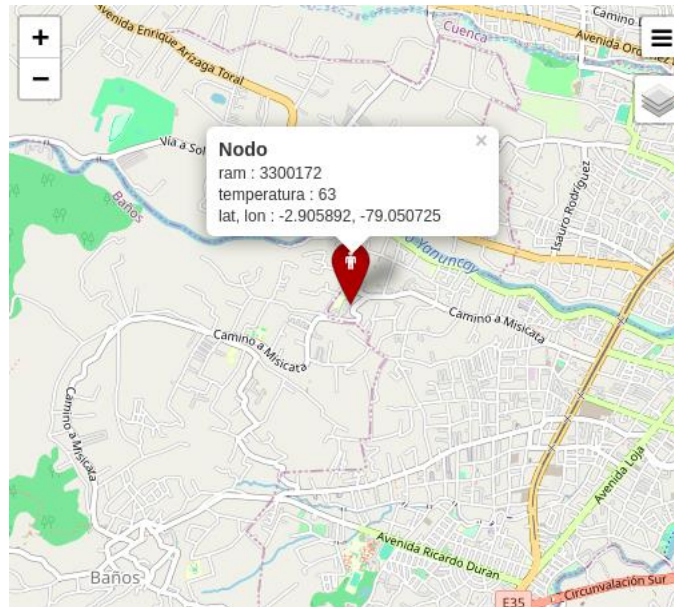 +
−
Camino
Cuenca
Avenida Enrique Arízaga Toral
Vía a Sol
Baños
Nodo
×
ram : 3300172
temperatura : 63
lat, lon : -2.905892, -79.050725
Isauro Rodríguez
Yanuncay
Camino a Misicata
Camino a Misicata
Camino a Misicata
Avenida Loja
Avenida Ricardo Durán
Baños
E35
Circunvalación Sur